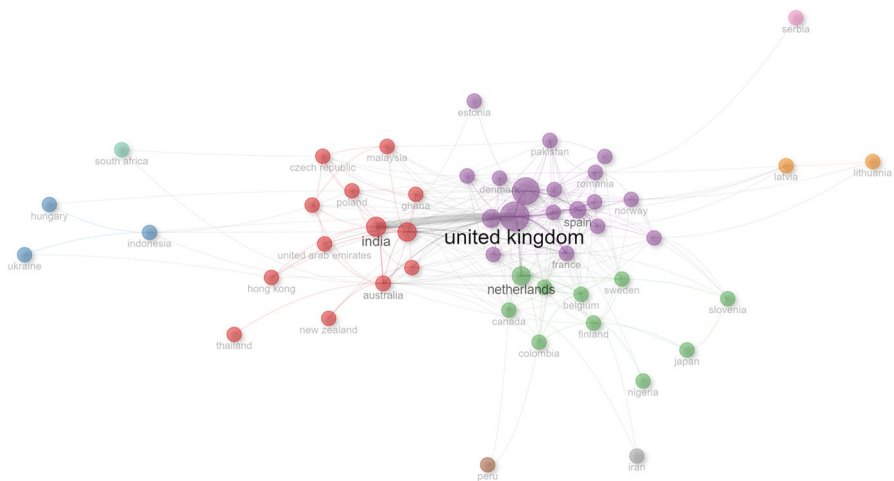 serbia
estonia
pakistan
south africa
czech republic
malaysia
latvia
lithuania
romania
denmark
hungary
poland
ghana
norway
spain
indonesia
india
united kingdom
ukraine
united arab emirates
france
hong kong
australia
netherlands
sweden
belgium
slovenia
canada
new zealand
finland
thailand
colombia
japan
nigeria
peru
iran